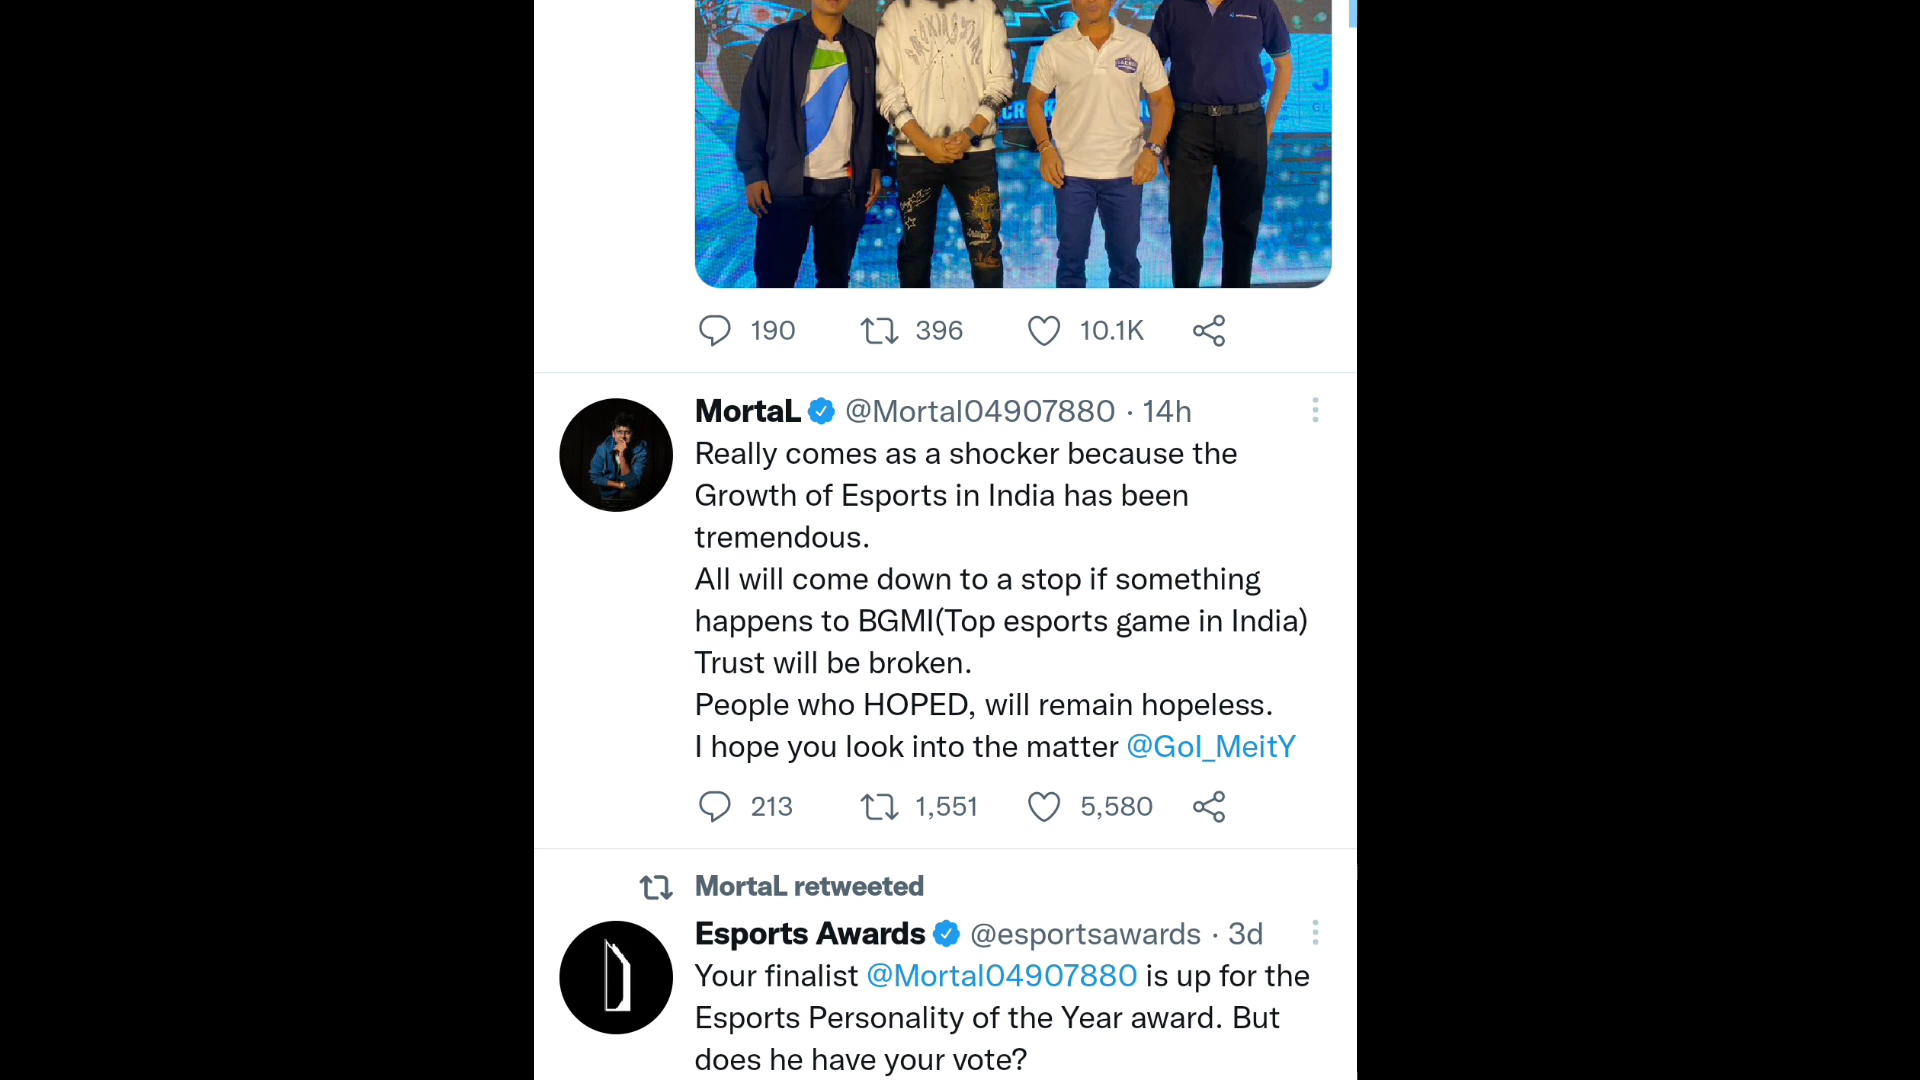 190 396 10.1K
MortaL @Mortal04907880 · 14h
Really comes as a shocker because the
Growth of Esports in India has been
tremendous.
All will come down to a stop if something
happens to BGMI(Top esports game in India)
Trust will be broken.
People who HOPED, will remain hopeless.
I hope you look into the matter @GoI_MeitY
213 1,551 5,580
MortaL retweeted
Esports Awards @esportsawards · 3d
Your finalist @Mortal04907880 is up for the
Esports Personality of the Year award. But
does he have your vote?